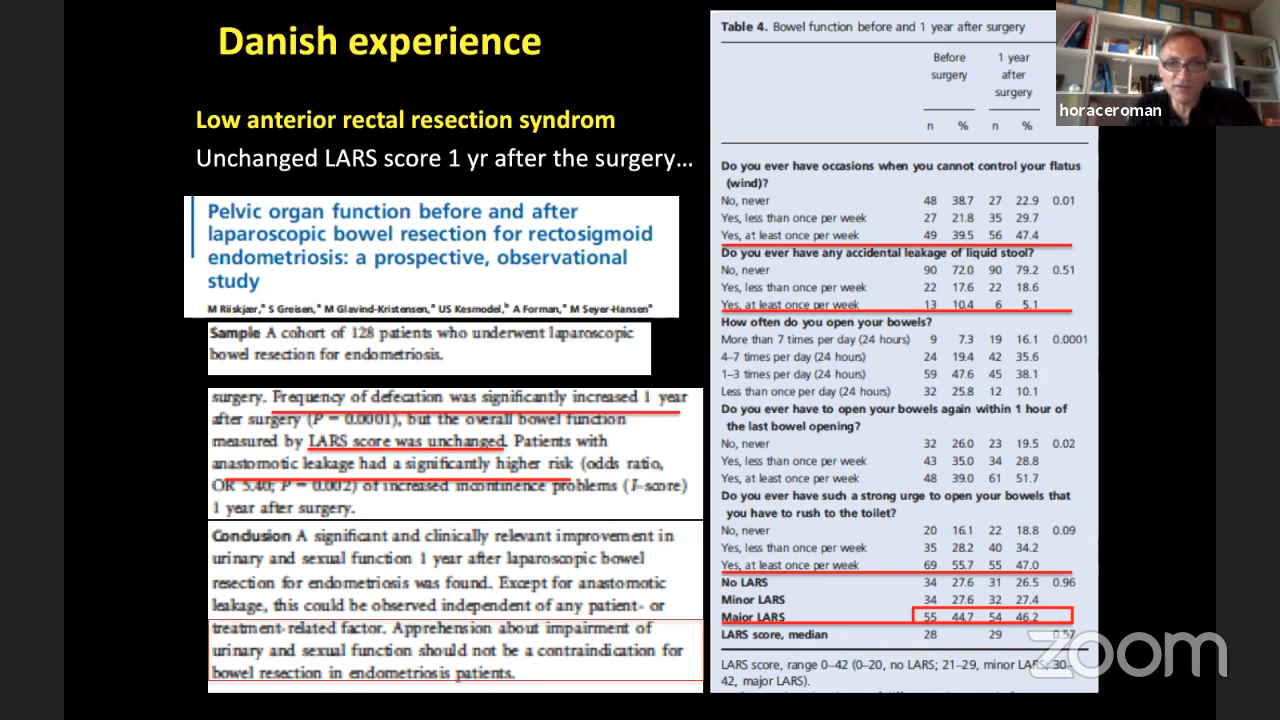 Danish experience
Low anterior rectal resection syndrom
Unchanged LARS score 1 yr after the surgery...
Pelvic organ function before and after
laparoscopic bowel resection for rectosigmoid
endometriosis: a prospective, observational
study
M Riiskjær,ᵃ S Greisen,ᵃ M Glavind-Kristensen,ᵃ US Kesmodel,ᵇ A Forman,ᵃ M Seyer-Hansenᵃ
Sample A cohort of 128 patients who underwent laparoscopic
bowel resection for endometriosis.
surgery. Frequency of defecation was significantly increased 1 year
after surgery (P = 0.0001), but the overall bowel function
measured by LARS score was unchanged. Patients with
anastomotic leakage had a significantly higher risk (odds ratio,
OR 5.40; P = 0.002) of increased incontinence problems (I-score)
1 year after surgery.
Conclusion A significant and clinically relevant improvement in
urinary and sexual function 1 year after laparoscopic bowel
resection for endometriosis was found. Except for anastomotic
leakage, this could be observed independent of any patient- or
treatment-related factor. Apprehension about impairment of
urinary and sexual function should not be a contraindication for
bowel resection in endometriosis patients.
Table 4. Bowel function before and 1 year after surgery
Before surgery 1 year after surgery
n % n %
Do you ever have occasions when you cannot control your flatus
(wind)?
No, never 48 38.7 27 22.9 0.01
Yes, less than once per week 27 21.8 35 29.7
Yes, at least once per week 49 39.5 56 47.4
Do you ever have any accidental leakage of liquid stool?
No, never 90 72.0 90 79.2 0.51
Yes, less than once per week 22 17.6 22 18.6
Yes, at least once per week 13 10.4 6 5.1
How often do you open your bowels?
More than 7 times per day (24 hours) 9 7.3 19 16.1 0.0001
4–7 times per day (24 hours) 24 19.4 42 35.6
1–3 times per day (24 hours) 59 47.6 45 38.1
Less than once per day (24 hours) 32 25.8 12 10.1
Do you ever have to open your bowels again within 1 hour of
the last bowel opening?
No, never 32 26.0 23 19.5 0.02
Yes, less than once per week 43 35.0 34 28.8
Yes, at least once per week 48 39.0 61 51.7
Do you ever have such a strong urge to open your bowels that
you have to rush to the toilet?
No, never 20 16.1 22 18.8 0.09
Yes, less than once per week 35 28.2 40 34.2
Yes, at least once per week 69 55.7 55 47.0
No LARS 34 27.6 31 26.5 0.96
Minor LARS 34 27.6 32 27.4
Major LARS 55 44.7 54 46.2
LARS score, median 28 29 0.57
LARS score, range 0–42 (0–20, no LARS; 21–29, minor LARS; 30–
42, major LARS).
horaceroman
zoom